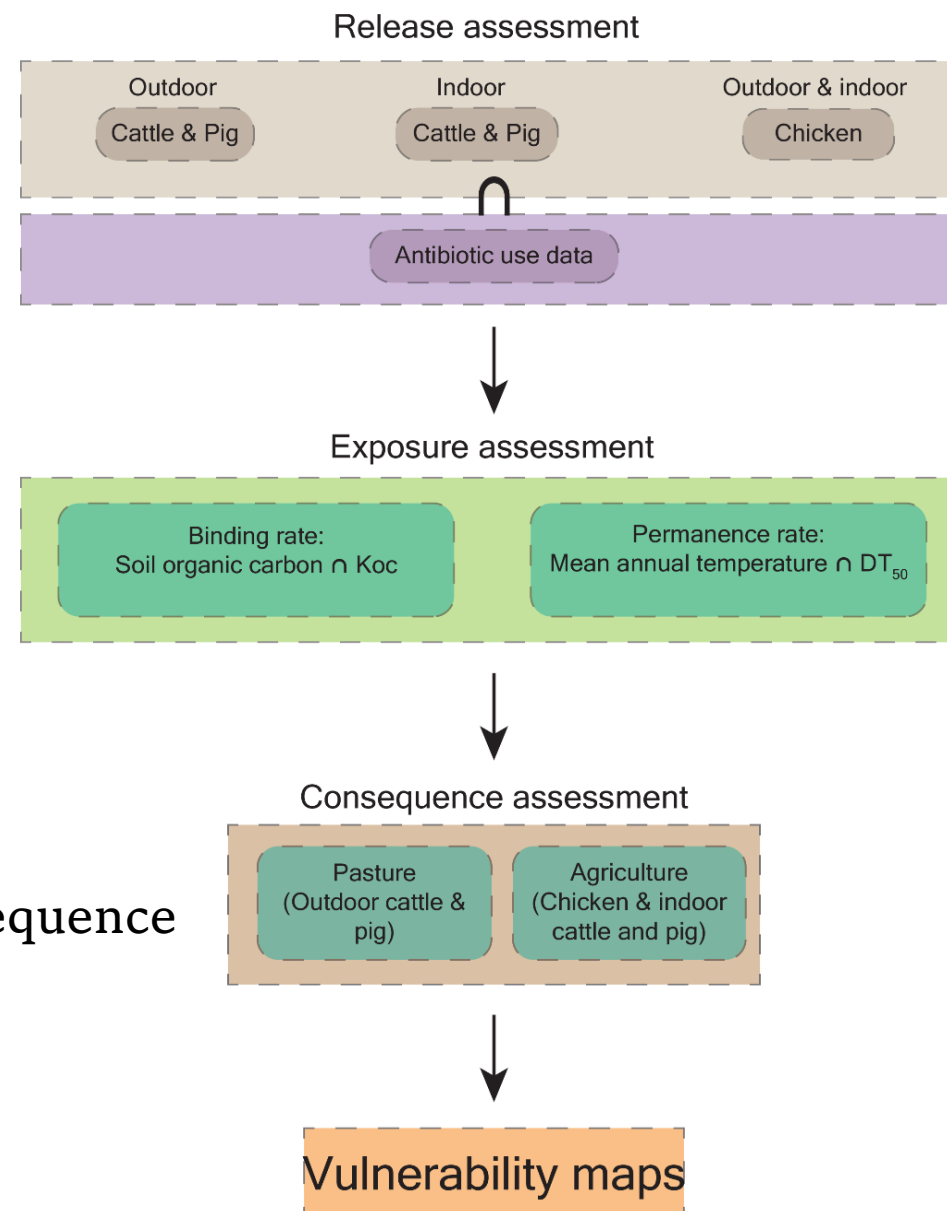 Release assessment
Outdoor
Indoor
Outdoor & indoor
Cattle & Pig
Cattle & Pig
Chicken
∩
Antibiotic use data
Exposure assessment
Binding rate:
Soil organic carbon ∩ Koc
Permanence rate:
Mean annual temperature ∩ DT₅₀
Consequence assessment
Pasture
(Outdoor cattle &
pig)
Agriculture
(Chicken & indoor
cattle and pig)
equence
Vulnerability maps